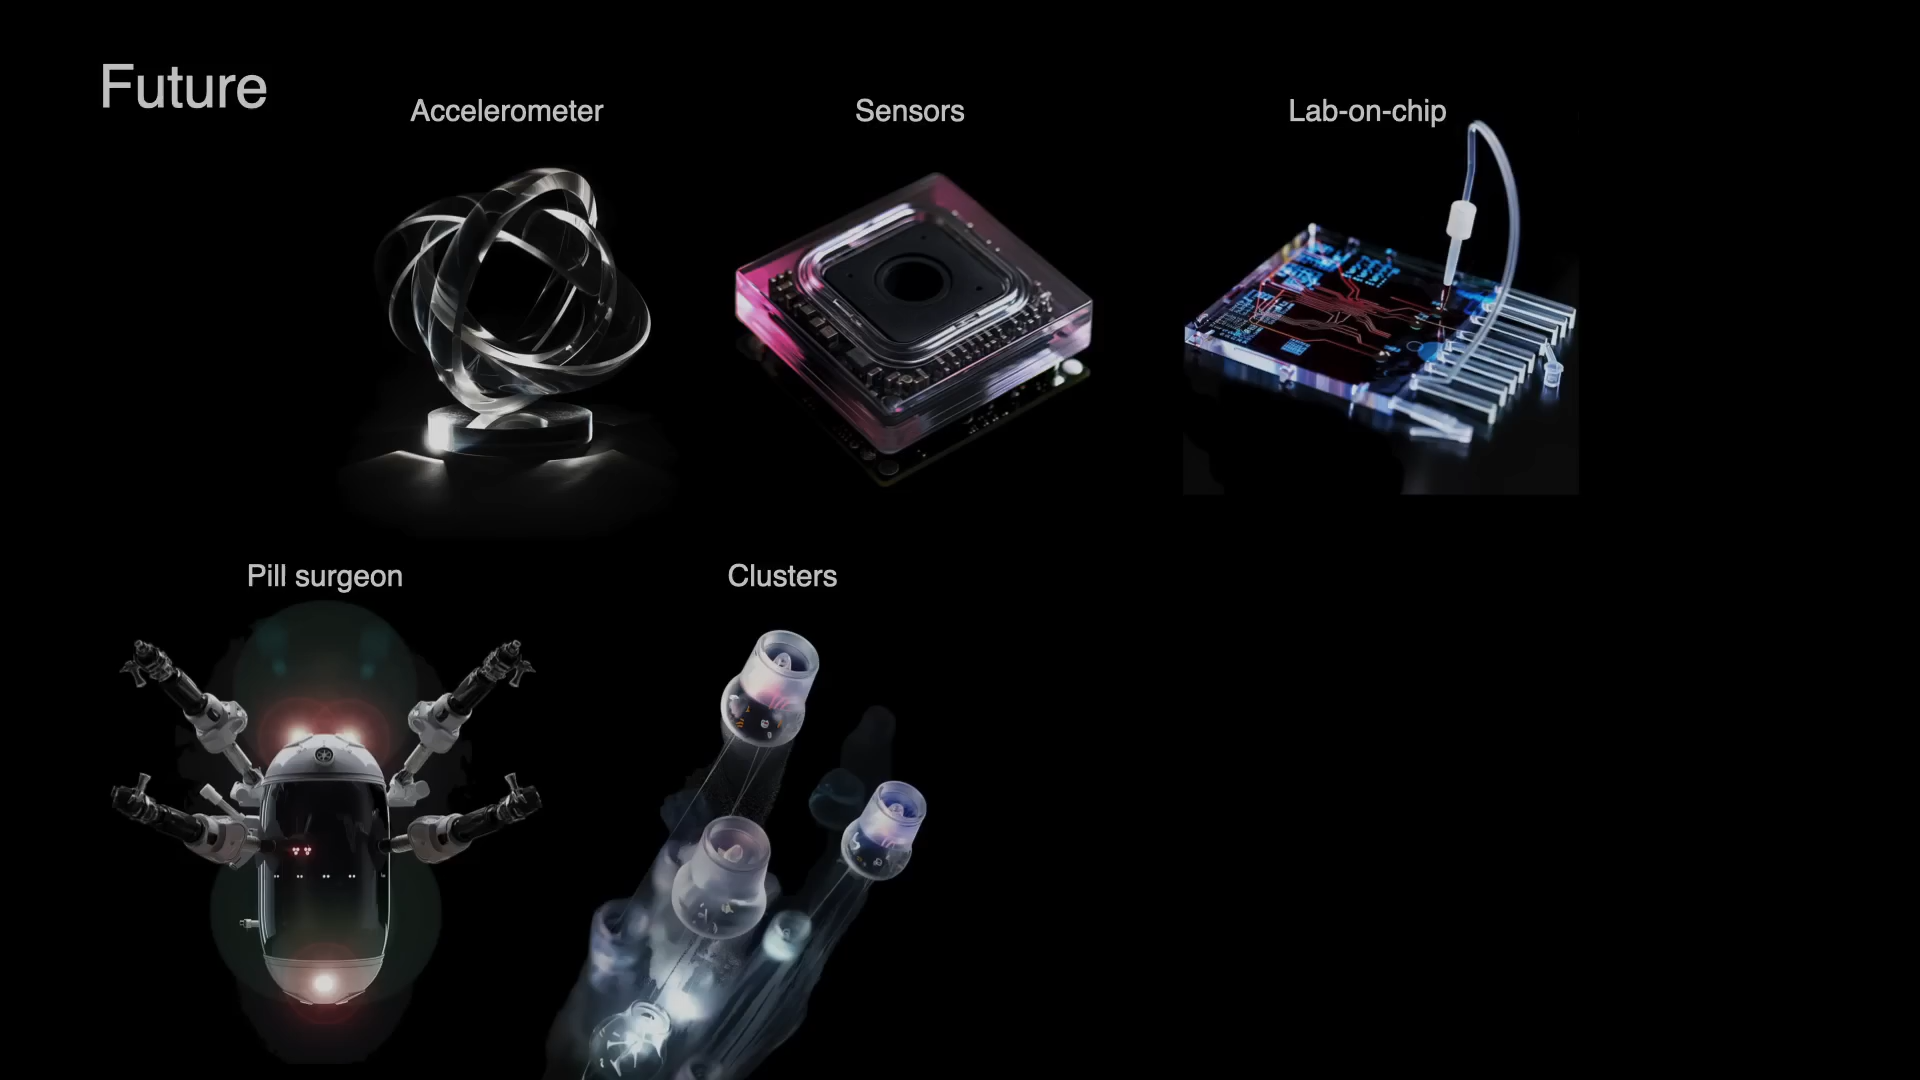 Future
Accelerometer
Sensors
Lab-on-chip
Pill surgeon
Clusters